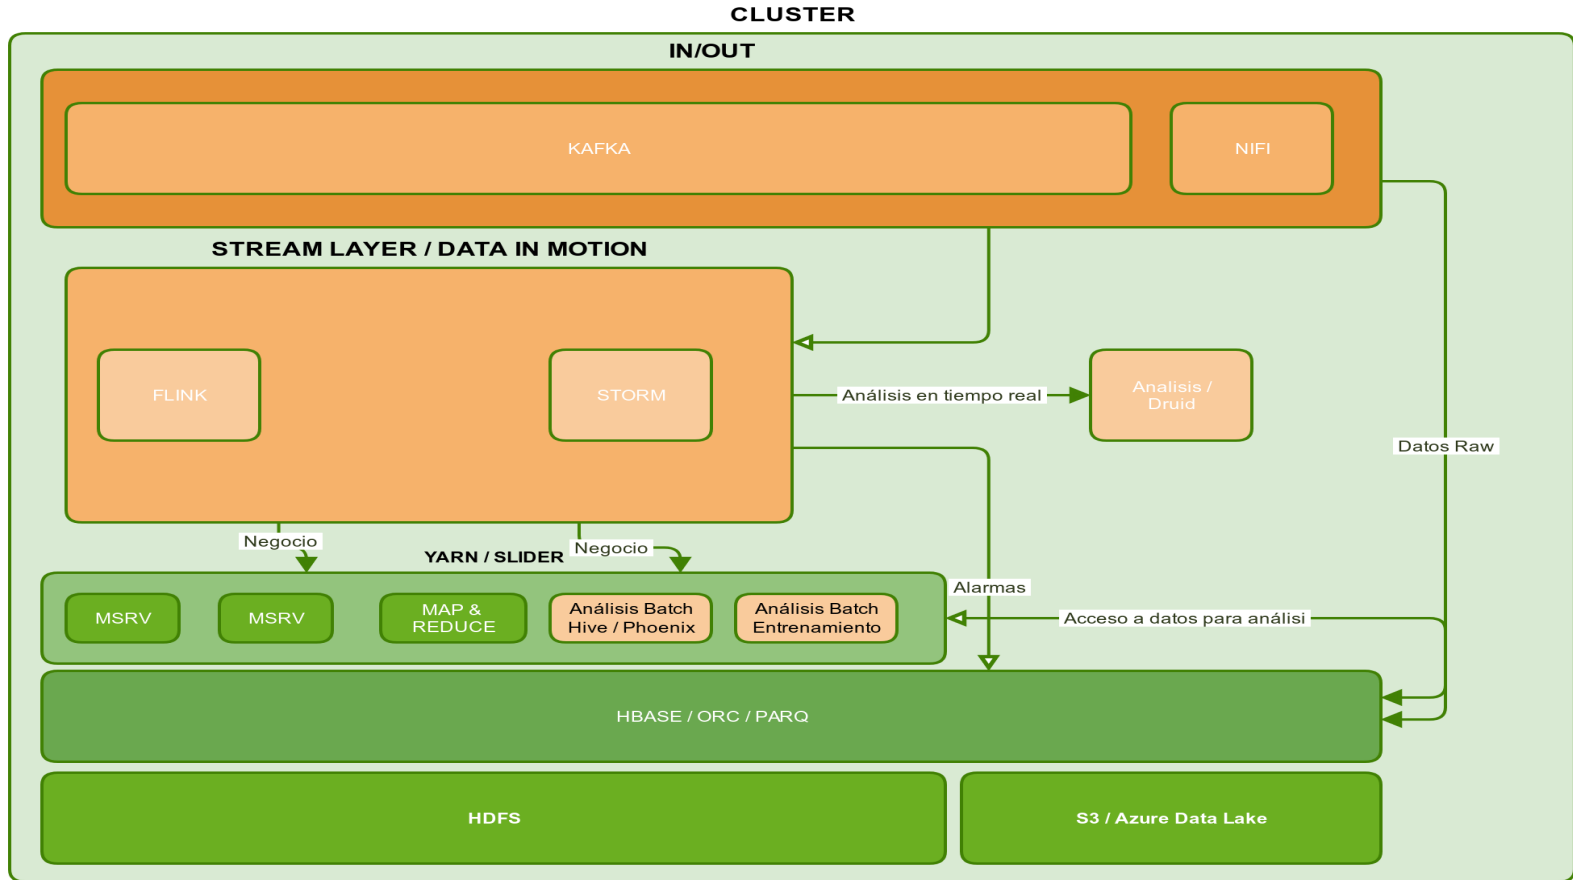 CLUSTER
IN/OUT
KAFKA
NIFI
STREAM LAYER / DATA IN MOTION
FLINK
STORM
Análisis en tiempo real
Analisis /
Druid
Datos Raw
Negocio
Negocio
YARN / SLIDER
MSRV
MSRV
MAP &
REDUCE
Análisis Batch
Hive / Phoenix
Análisis Batch
Entrenamiento
Alarmas
Acceso a datos para análisi
HBASE / ORC / PARQ
HDFS
S3 / Azure Data Lake